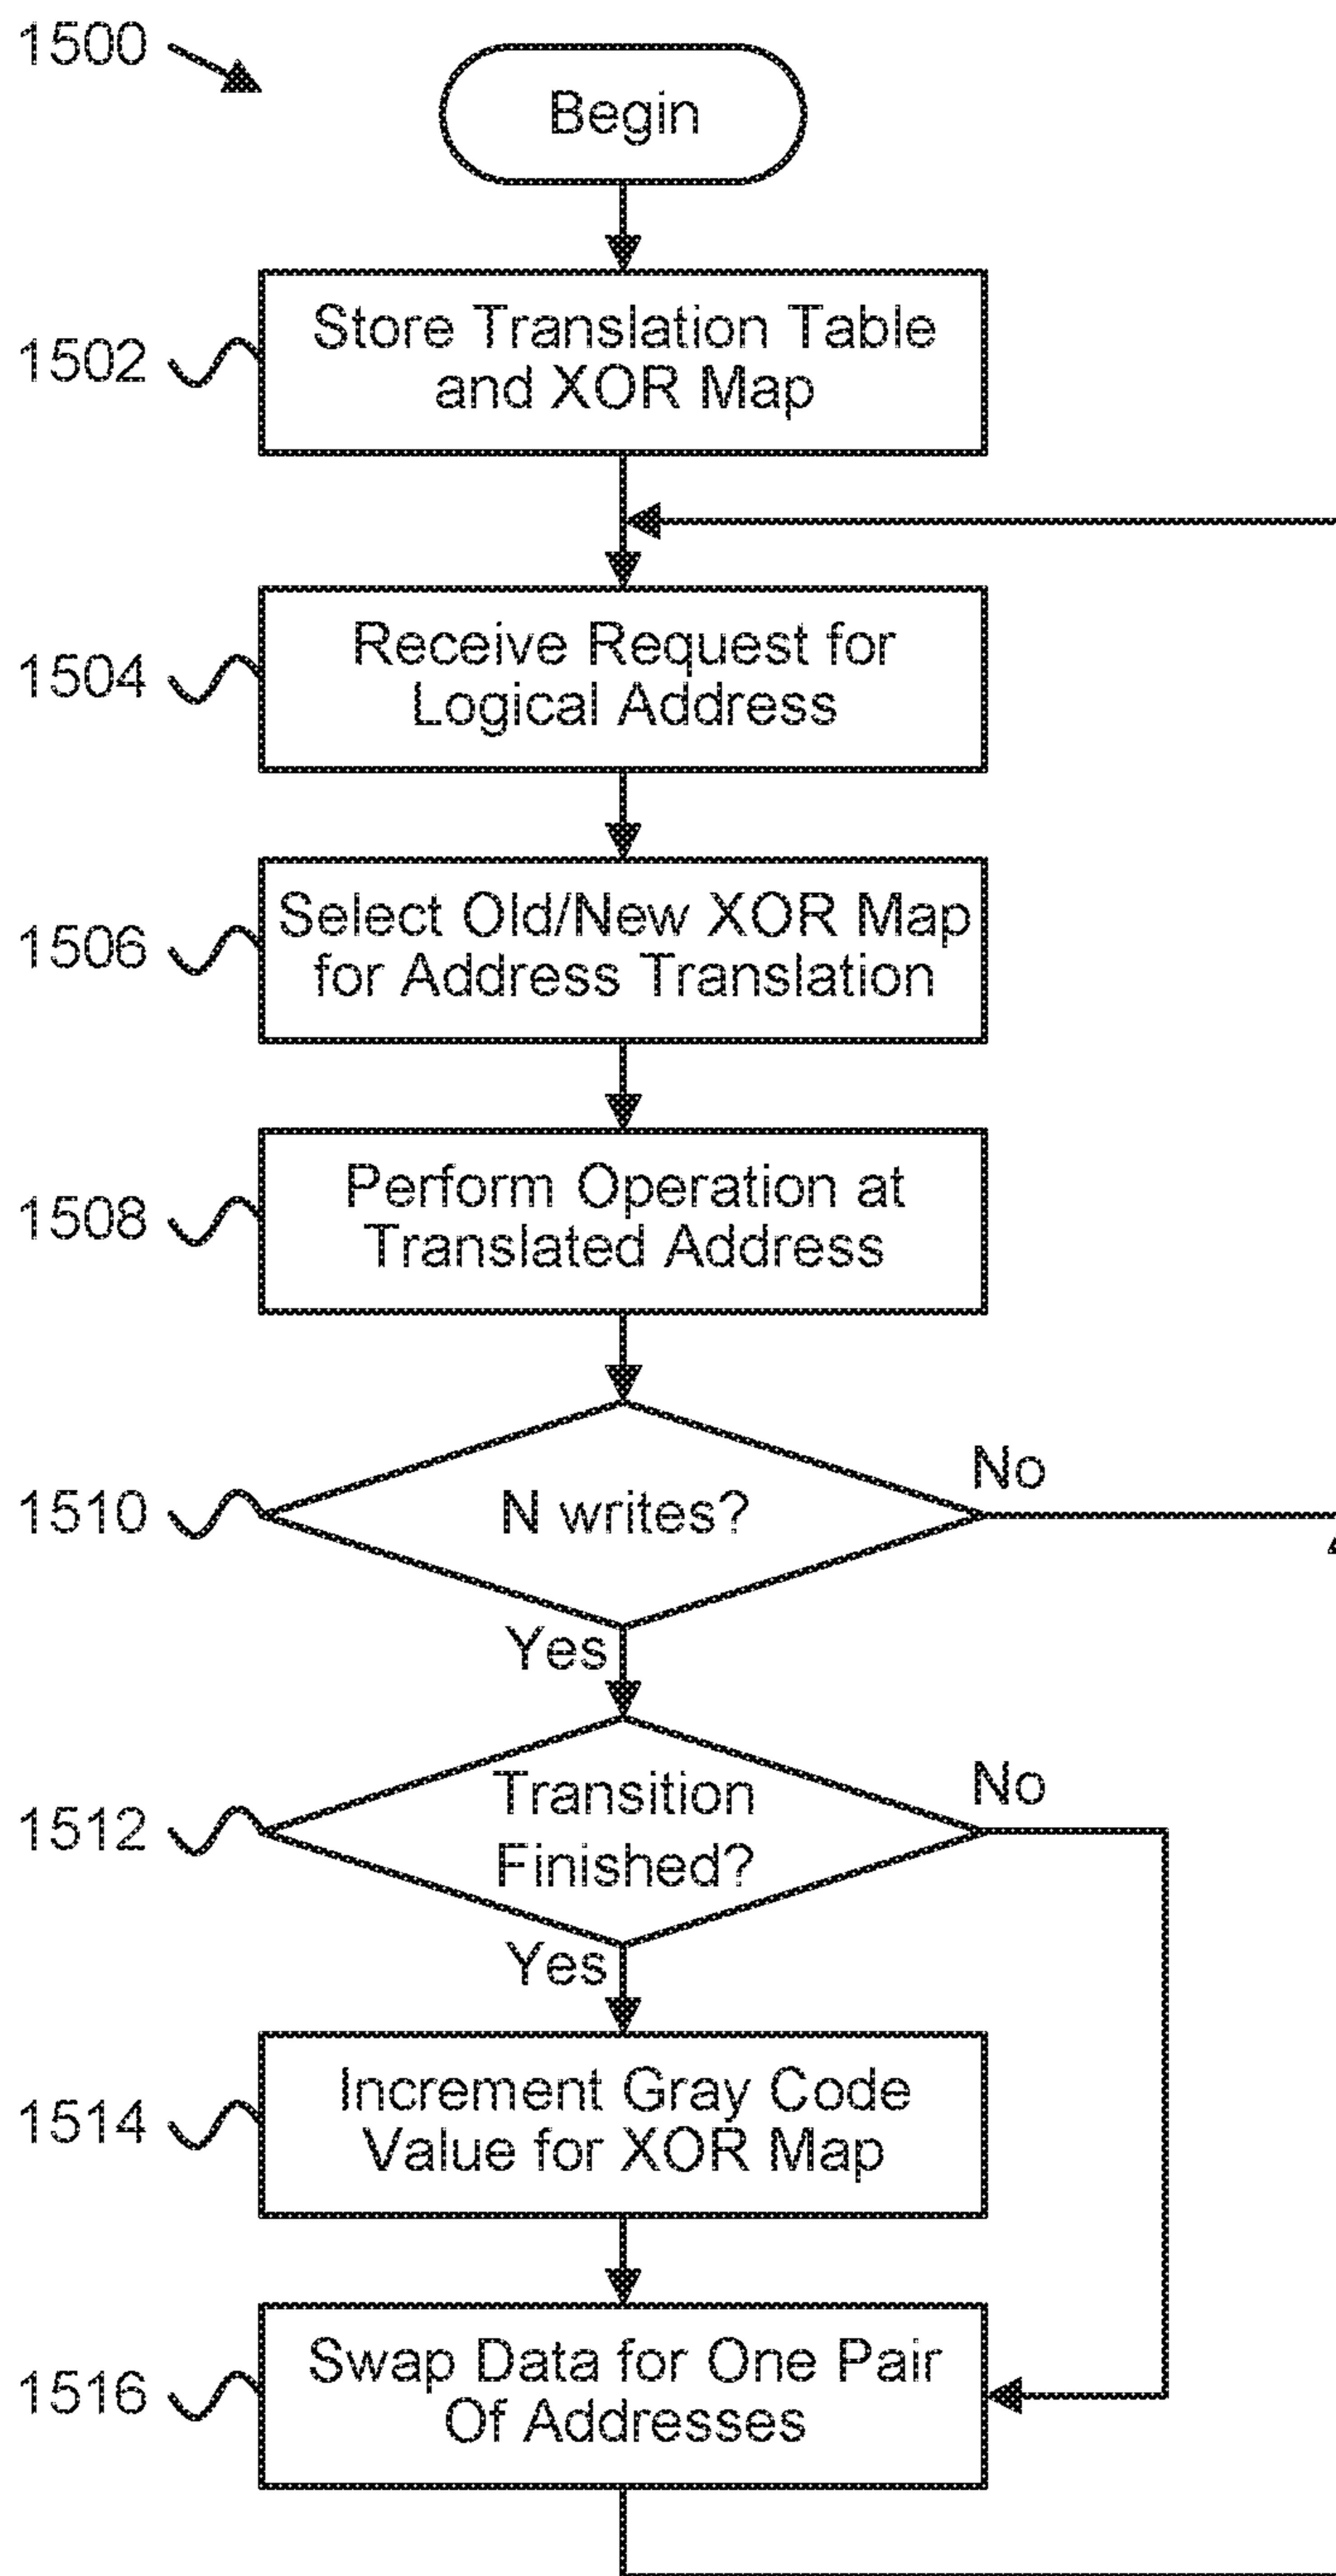 1500
Begin
1502
Store Translation Table
and XOR Map
1504
Receive Request for
Logical Address
1506
Select Old/New XOR Map
for Address Translation
1508
Perform Operation at
Translated Address
1510
N writes?
No
Yes
1512
Transition
Finished?
No
Yes
1514
Increment Gray Code
Value for XOR Map
1516
Swap Data for One Pair
Of Addresses